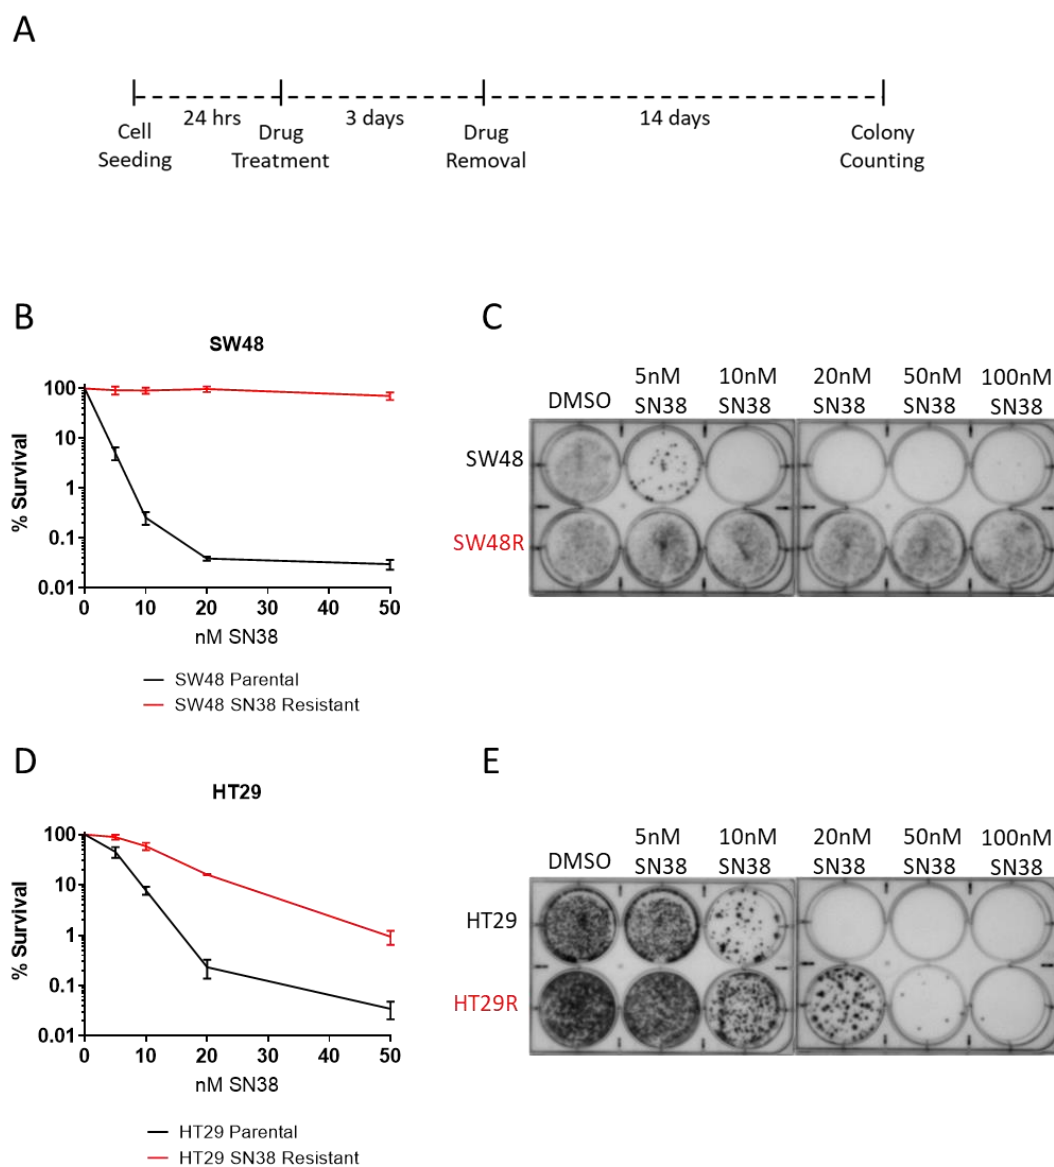 A
24 hrs
3 days
14 days
Cell
Seeding
Drug
Treatment
Drug
Removal
Colony
Counting
B
SW48
% Survival
100
10
1
0.1
0.01
0
10
20
30
40
50
nM SN38
SW48 Parental
SW48 SN38 Resistant
C
DMSO
5nM
SN38
10nM
SN38
20nM
SN38
50nM
SN38
100nM
SN38
SW48
SW48R
D
HT29
% Survival
100
10
1
0.1
0.01
0
10
20
30
40
50
nM SN38
HT29 Parental
HT29 SN38 Resistant
E
DMSO
5nM
SN38
10nM
SN38
20nM
SN38
50nM
SN38
100nM
SN38
HT29
HT29R